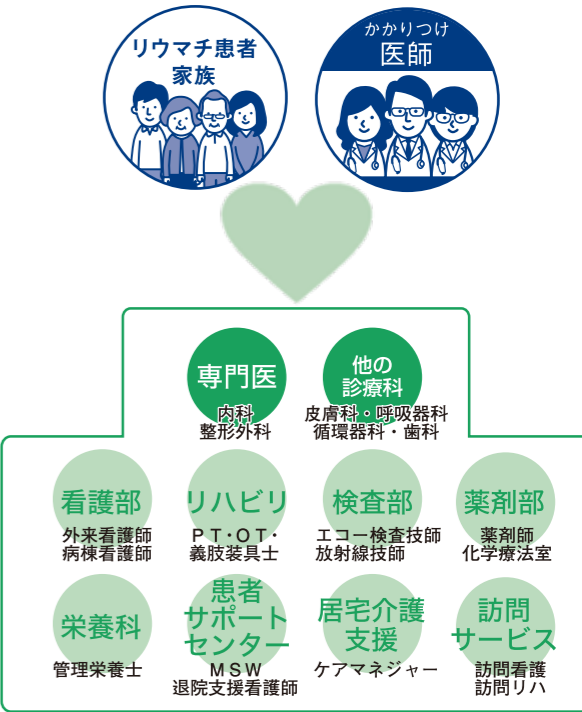 リウマチ患者
家族
かかりつけ
医師
専門医
内科
整形外科
他の
診療科
皮膚科・呼吸器科
循環器科・歯科
看護部
外来看護師
病棟看護師
リハビリ
PT・OT・
義肢装具士
検査部
エコー検査技師
放射線技師
薬剤部
薬剤師
化学療法室
栄養科
管理栄養士
患者
サポート
センター
MSW
退院支援看護師
居宅介護
支援
ケアマネジャー
訪問
サービス
訪問看護
訪問リハ